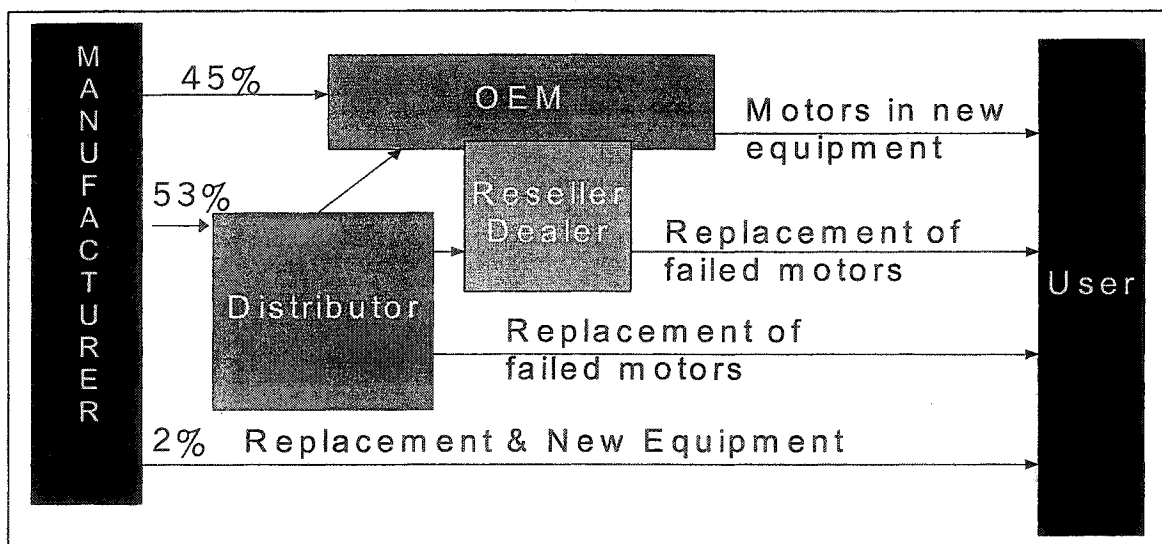 MANUFACTURER
45%
OEM
Motors in new
equipment
53%
Reseller
Dealer
Replacement of
failed motors
User
Distributor
Replacement of
failed motors
2% Replacement & New Equipment